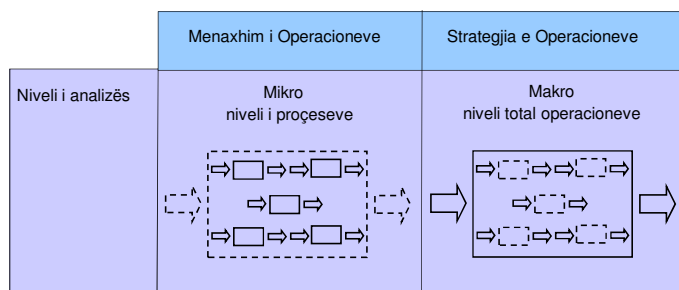 Menaxhim i Operacioneve
Strategjia e Operacioneve
Niveli i analizës
Mikro
niveli i proçeseve
Makro
niveli total operacioneve